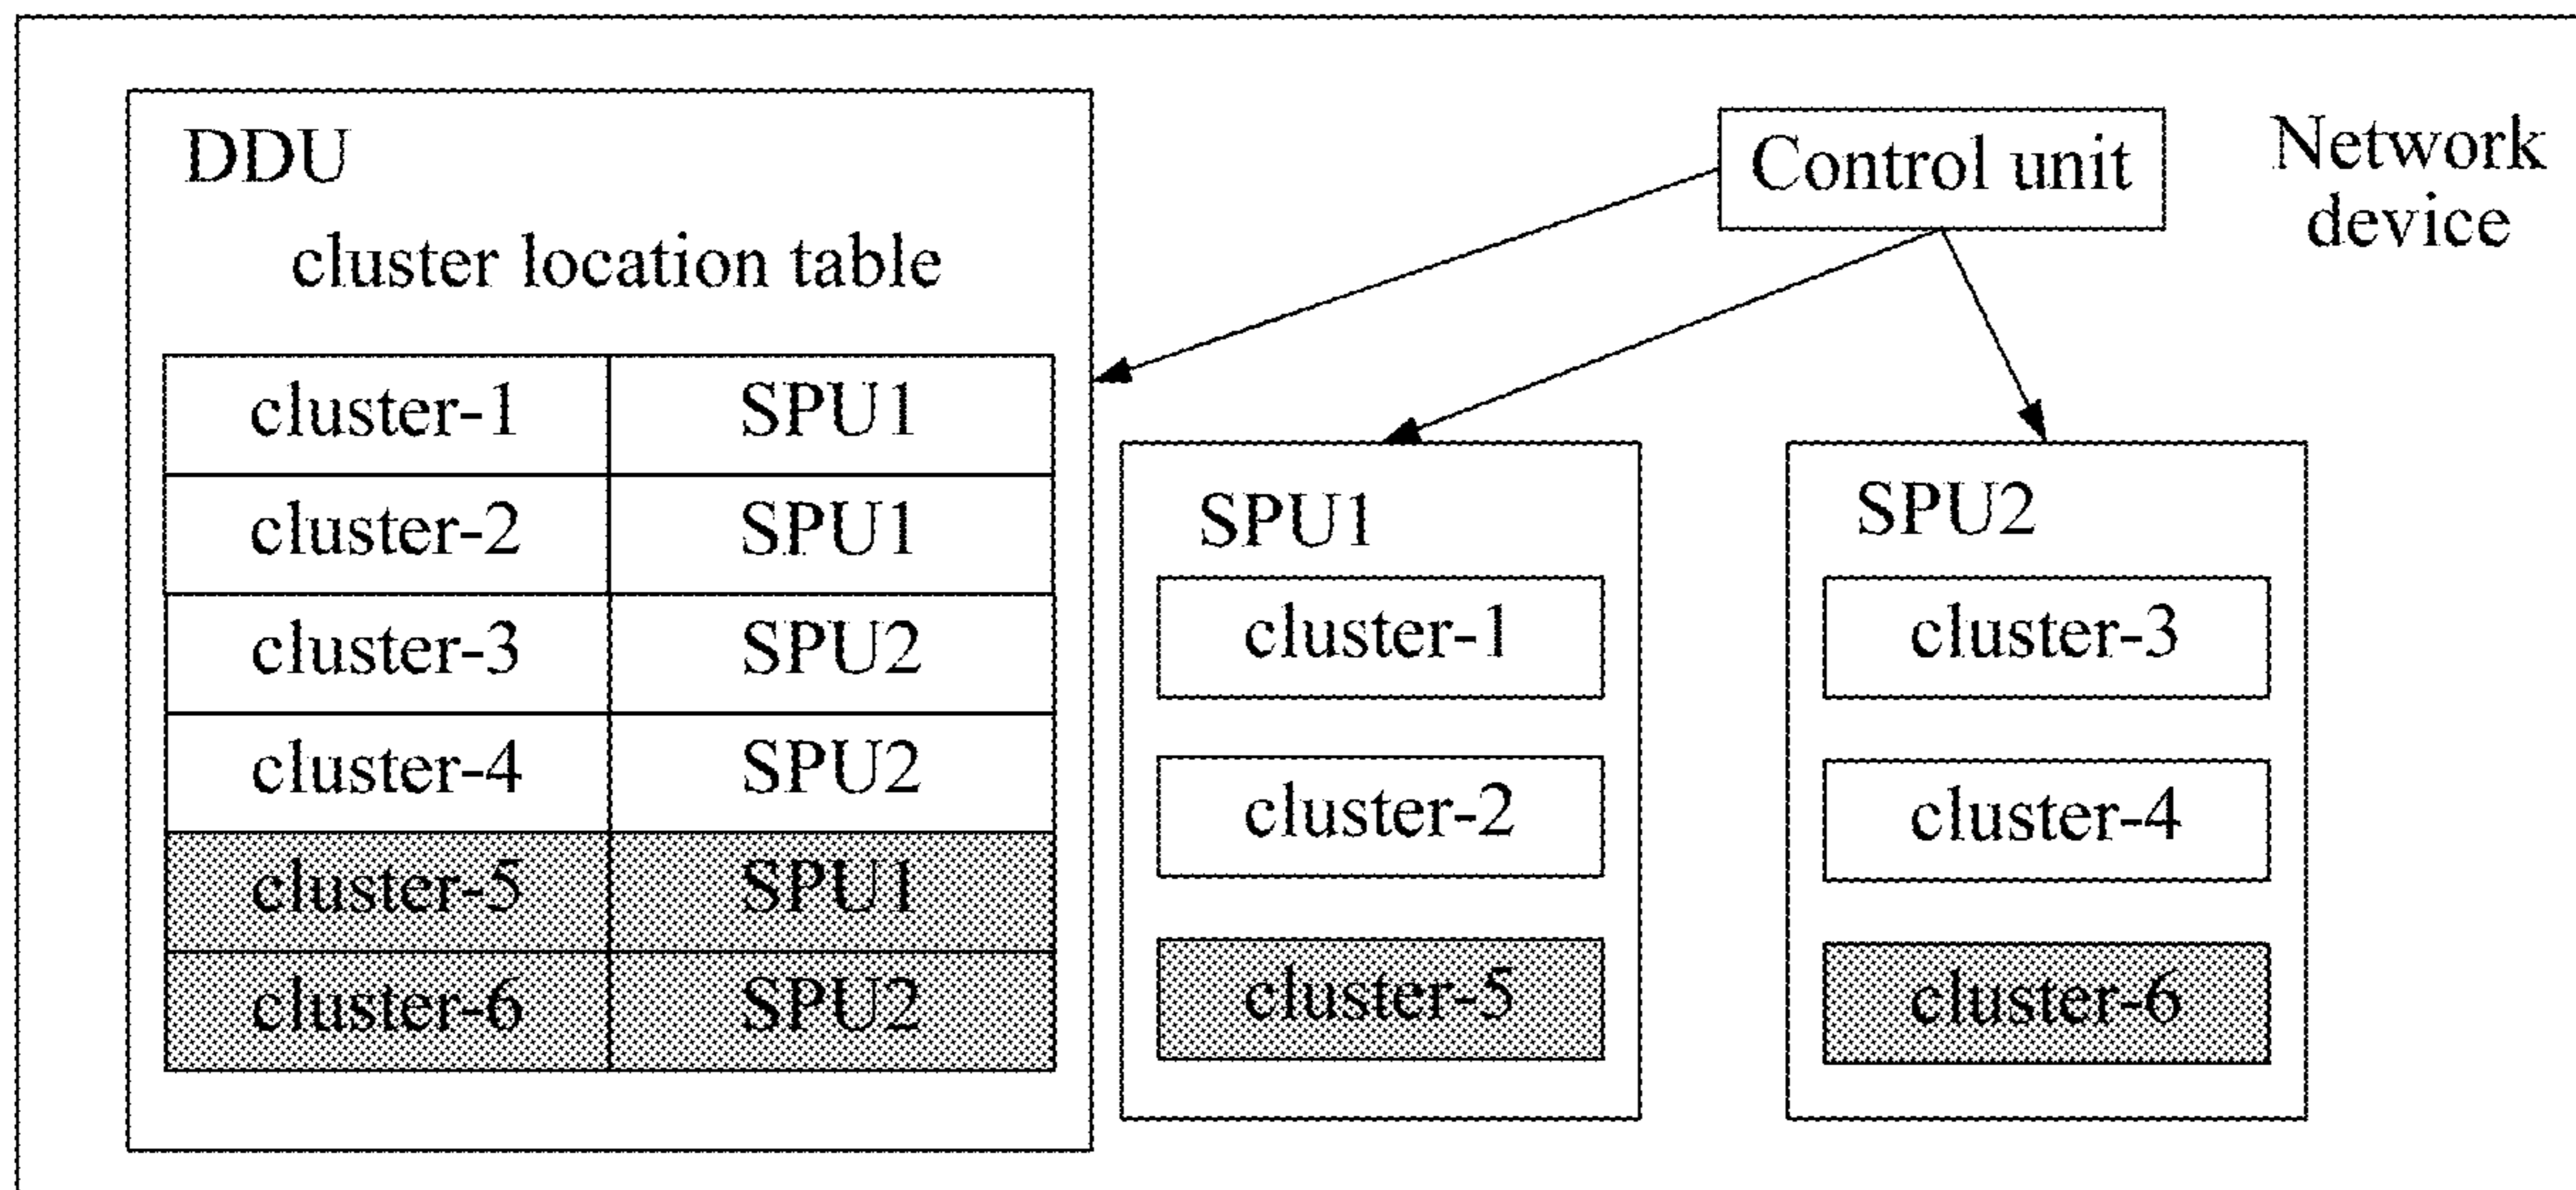 DDU
cluster location table
cluster-1 SPU1
cluster-2 SPU1
cluster-3 SPU2
cluster-4 SPU2
cluster-5 SPU1
cluster-6 SPU2
Control unit
Network
device
SPU1
cluster-1
cluster-2
cluster-5
SPU2
cluster-3
cluster-4
cluster-6